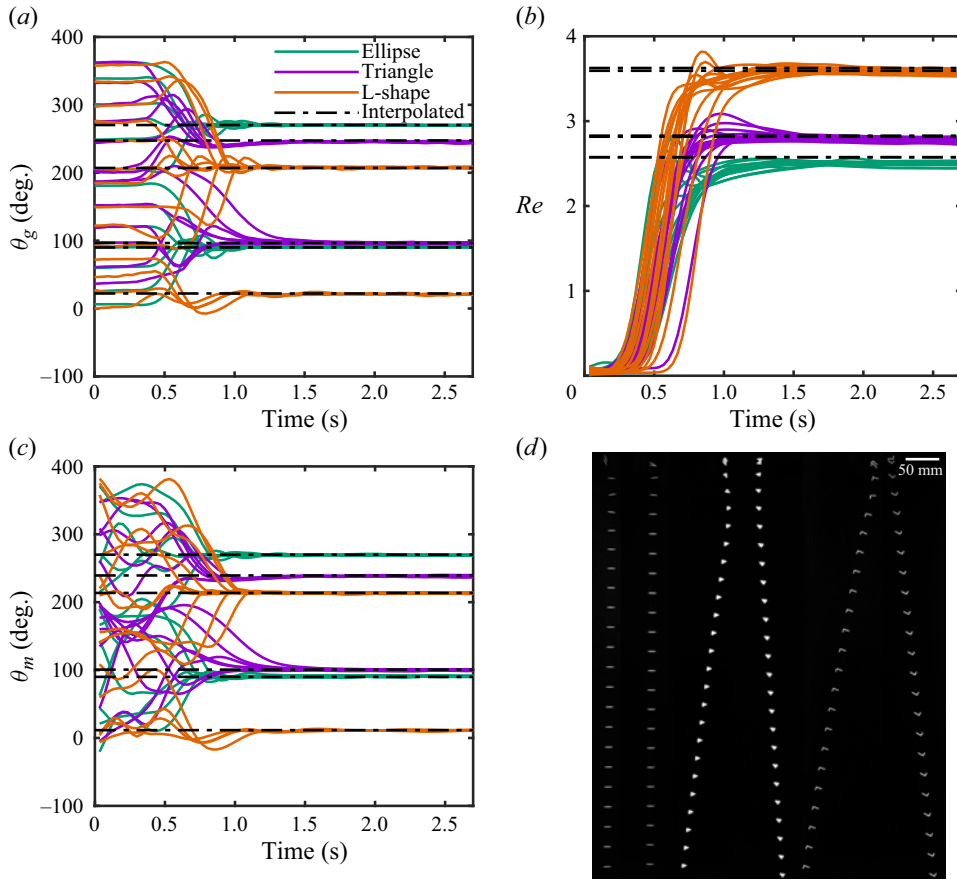 (a)
400
300
200
100
0
–100
θg (deg.)
0 0.5 1.0 1.5 2.0 2.5
Time (s)
Ellipse
Triangle
L-shape
Interpolated
(b)
4
3
2
1
Re
0 0.5 1.0 1.5 2.0 2.5
Time (s)
(c)
400
300
200
100
0
–100
θm (deg.)
0 0.5 1.0 1.5 2.0 2.5
Time (s)
(d)
50 mm